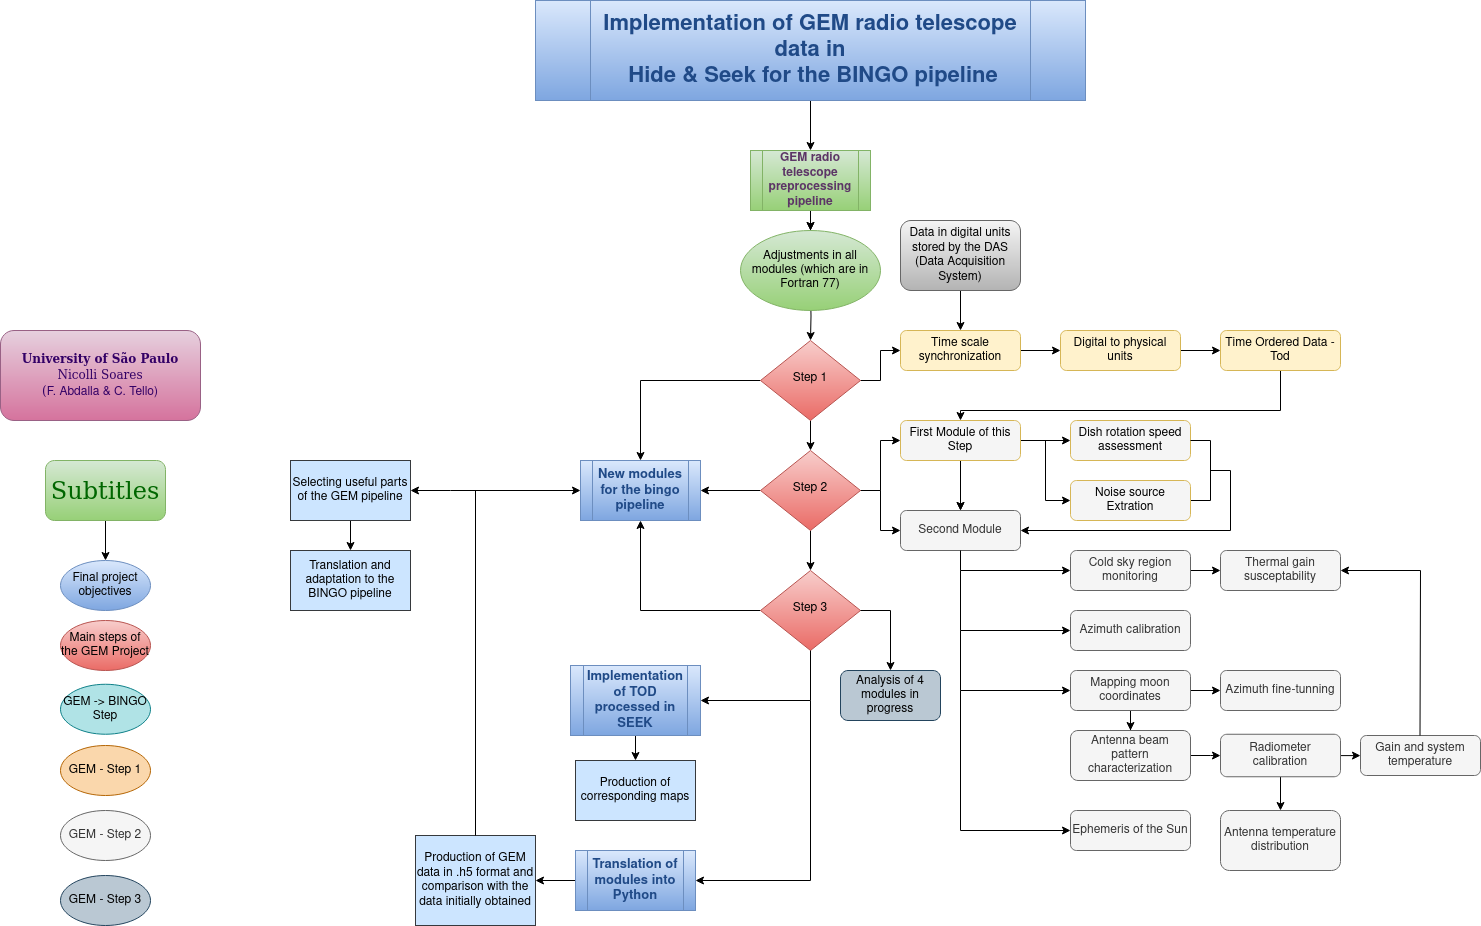 Implementation of GEM radio telescope
data in
Hide & Seek for the BINGO pipeline
GEM radio
telescope
preprocessing
pipeline
Adjustments in all
modules (which are in
Fortran 77)
Data in digital units
stored by the DAS
(Data Acquisition
System)
University of São Paulo
Nicolli Soares
(F. Abdalla & C. Tello)
Step 1
Time scale
synchronization
Digital to physical
units
Time Ordered Data -
Tod
Subtitles
Selecting useful parts
of the GEM pipeline
New modules
for the bingo
pipeline
Step 2
First Module of this
Step
Dish rotation speed
assessment
Noise source
Extration
Second Module
Final project
objectives
Translation and
adaptation to the
BINGO pipeline
Step 3
Cold sky region
monitoring
Thermal gain
susceptability
Main steps of
the GEM Project
Azimuth calibration
GEM -> BINGO
Step
Implementation
of TOD
processed in
SEEK
Analysis of 4
modules in
progress
Mapping moon
coordinates
Azimuth fine-tunning
GEM - Step 1
Production of
corresponding maps
Antenna beam
pattern
characterization
Radiometer
calibration
Gain and system
temperature
GEM - Step 2
Ephemeris of the Sun
Antenna temperature
distribution
GEM - Step 3
Production of GEM
data in .h5 format and
comparison with the
data initially obtained
Translation of
modules into
Python